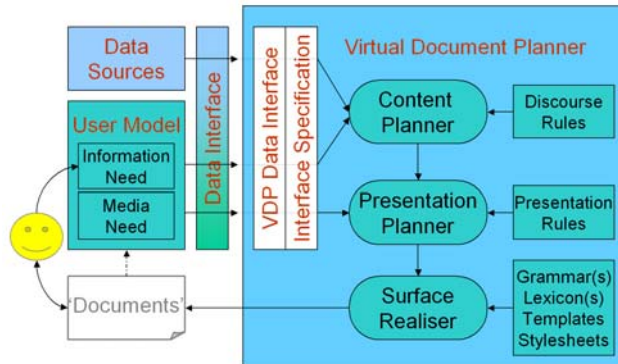 Data
Sources
User Model
Information
Need
Media
Need
'Documents'
Data Interface
VDP Data Interface
Interface Specification
Virtual Document Planner
Content
Planner
Discourse
Rules
Presentation
Planner
Presentation
Rules
Surface
Realiser
Grammar(s)
Lexicon(s)
Templates
Stylesheets